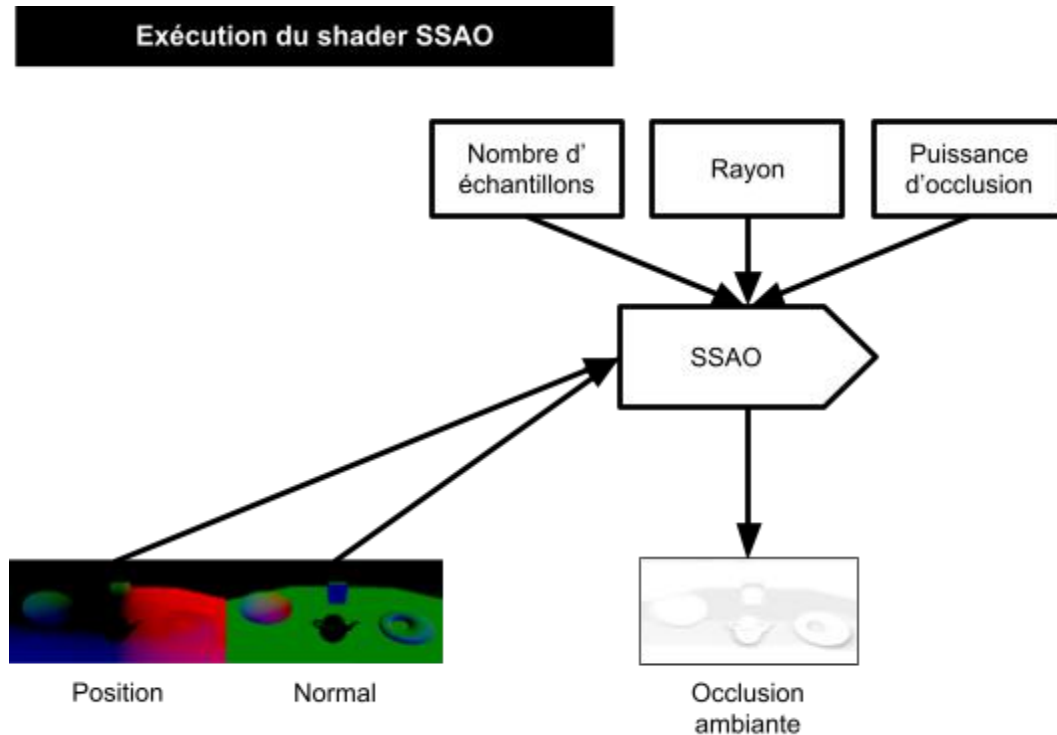 Exécution du shader SSAO
Nombre d'
échantillons
Rayon
Puissance
d’occlusion
SSAO
Position
Normal
Occlusion
ambiante